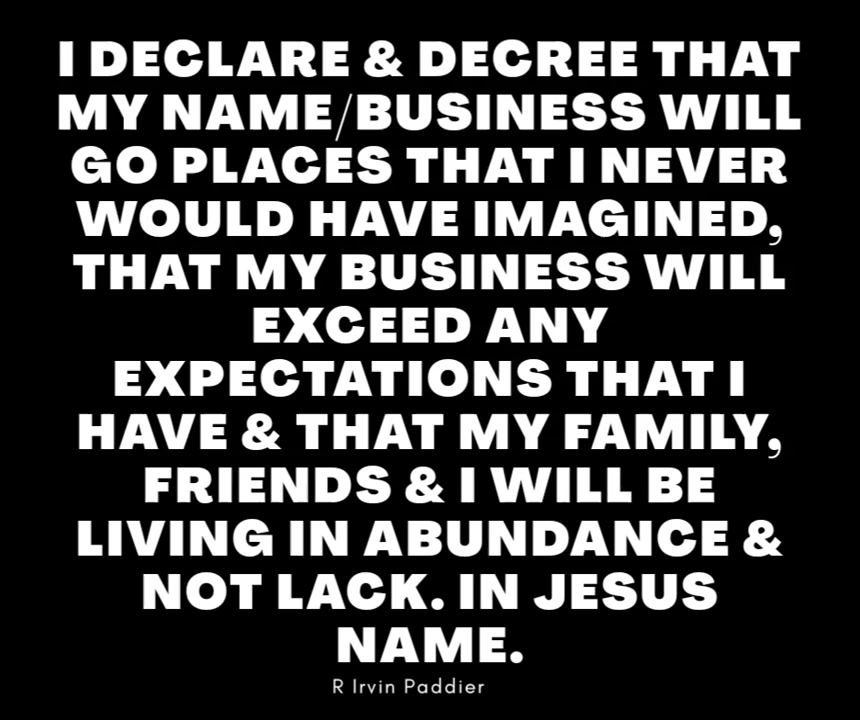 I DECLARE & DECREE THAT
MY NAME/BUSINESS WILL
GO PLACES THAT I NEVER
WOULD HAVE IMAGINED,
THAT MY BUSINESS WILL
EXCEED ANY
EXPECTATIONS THAT I
HAVE & THAT MY FAMILY,
FRIENDS & I WILL BE
LIVING IN ABUNDANCE &
NOT LACK. IN JESUS
NAME.
R Irvin Paddier